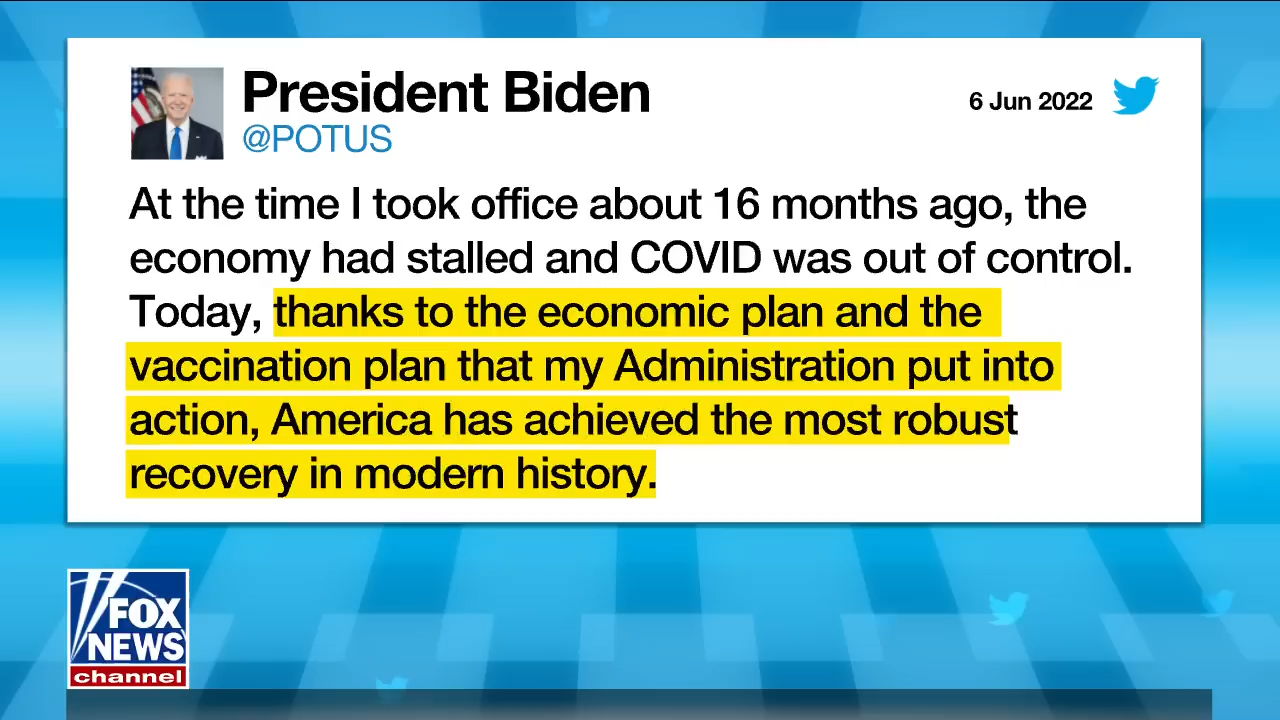 President Biden
@POTUS
6 Jun 2022
At the time I took office about 16 months ago, the
economy had stalled and COVID was out of control.
Today, thanks to the economic plan and the
vaccination plan that my Administration put into
action, America has achieved the most robust
recovery in modern history.
FOX
NEWS
channel